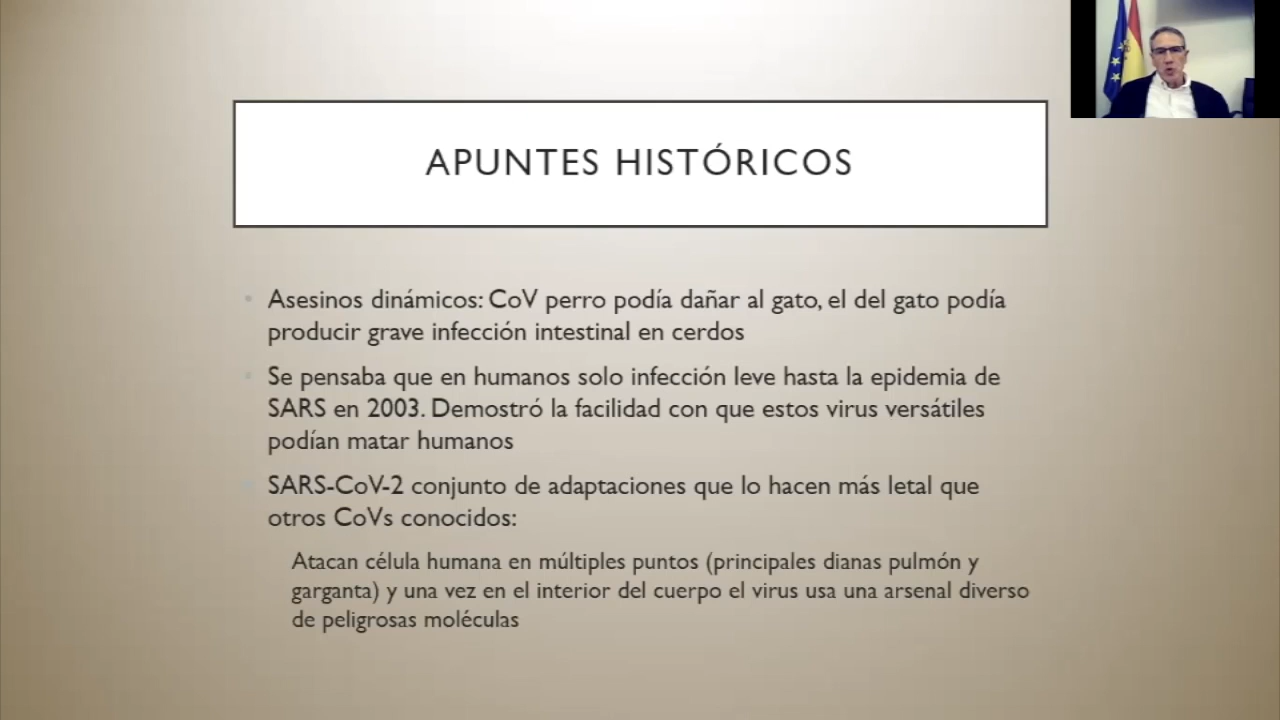 APUNTES HISTÓRICOS
Asesinos dinámicos: CoV perro podía dañar al gato, el del gato podía
producir grave infección intestinal en cerdos
Se pensaba que en humanos solo infección leve hasta la epidemia de
SARS en 2003. Demostró la facilidad con que estos virus versátiles
podían matar humanos
SARS-CoV-2 conjunto de adaptaciones que lo hacen más letal que
otros CoVs conocidos:
Atacan célula humana en múltiples puntos (principales dianas pulmón y
garganta) y una vez en el interior del cuerpo el virus usa una arsenal diverso
de peligrosas moléculas